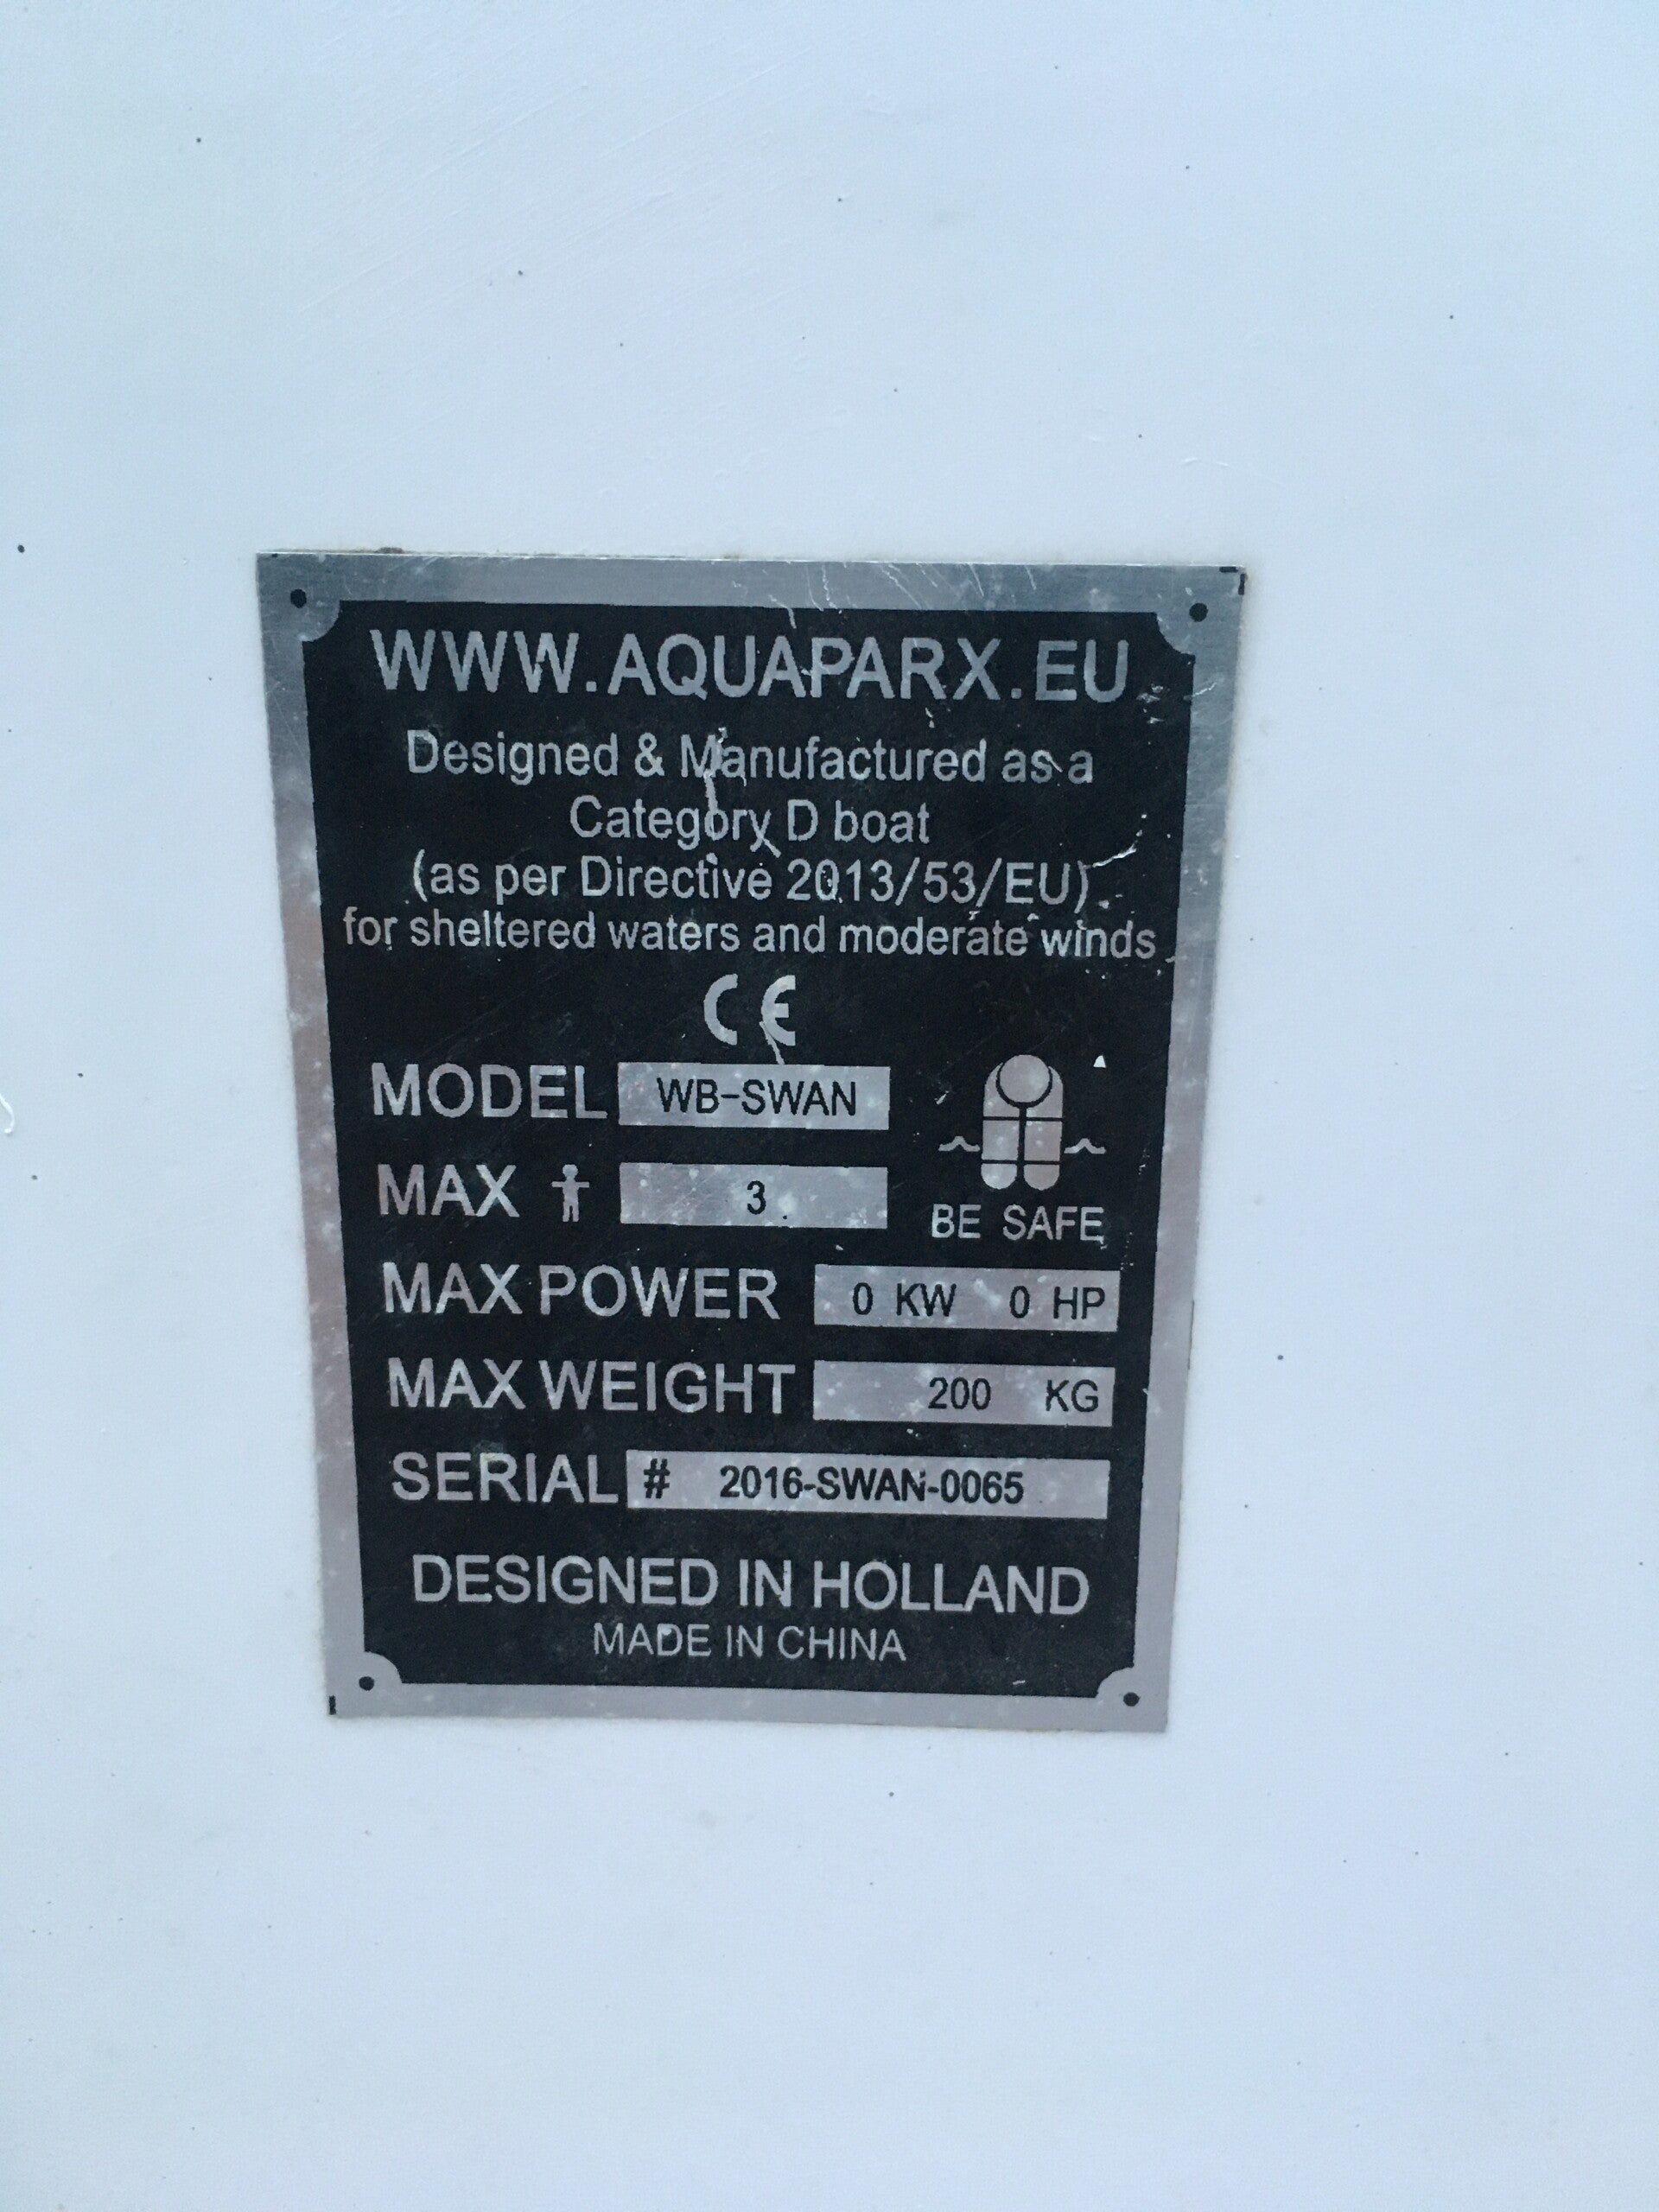 WWW.AQUAPARX.EU
Designed & Manufactured as a
Category D boat
(as per Directive 2013/53/EU)
for sheltered waters and moderate winds
CE
MODEL WB-SWAN
MAX 3
BE SAFE
MAX POWER 0 KW 0 HP
MAX WEIGHT 200 KG
SERIAL # 2016-SWAN-0065
DESIGNED IN HOLLAND
MADE IN CHINA